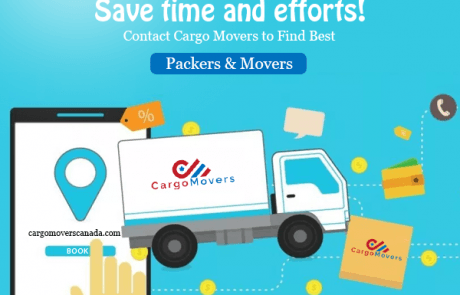 Save time and efforts!
Contact Cargo Movers to Find Best
Packers & Movers
%
CargoMovers
cargomoverscanada.com
BOOK
CargoMovers